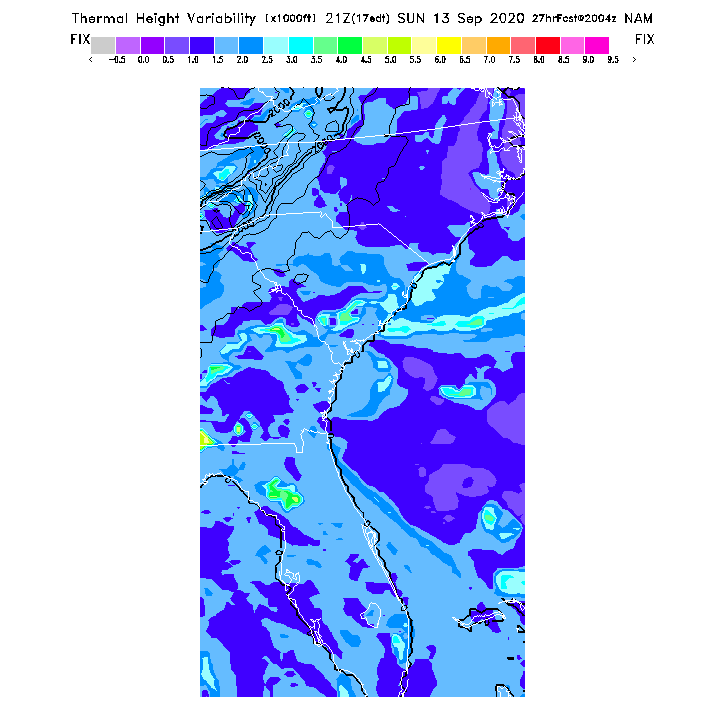 Thermal Height Variability [x1000ft] 21Z(17edt) SUN 13 Sep 2020 27hrFcst@2004z NAM
FIX FIX
< -0.5 0.0 0.5 1.0 1.5 2.0 2.5 3.0 3.5 4.0 4.5 5.0 5.5 6.0 6.5 7.0 7.5 8.0 8.5 9.0 9.5 >
2000
2000
2000